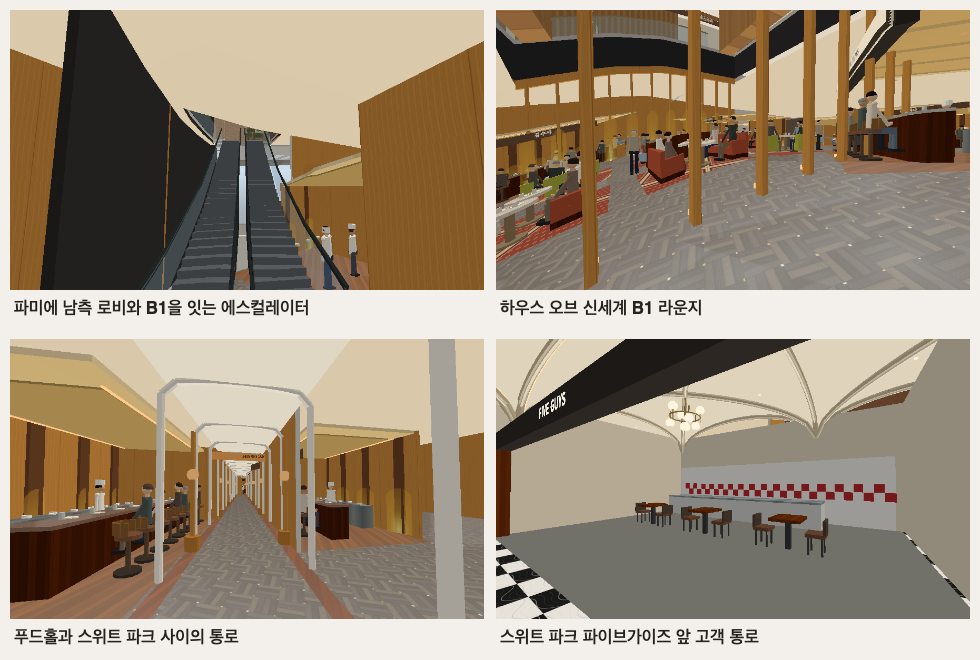 파미에 남측 로비와 B1을 잇는 에스컬레이터
하우스 오브 신세계 B1 라운지
FIVE GUYS
푸드홀과 스위트 파크 사이의 통로
스위트 파크 파이브가이즈 앞 고객 통로